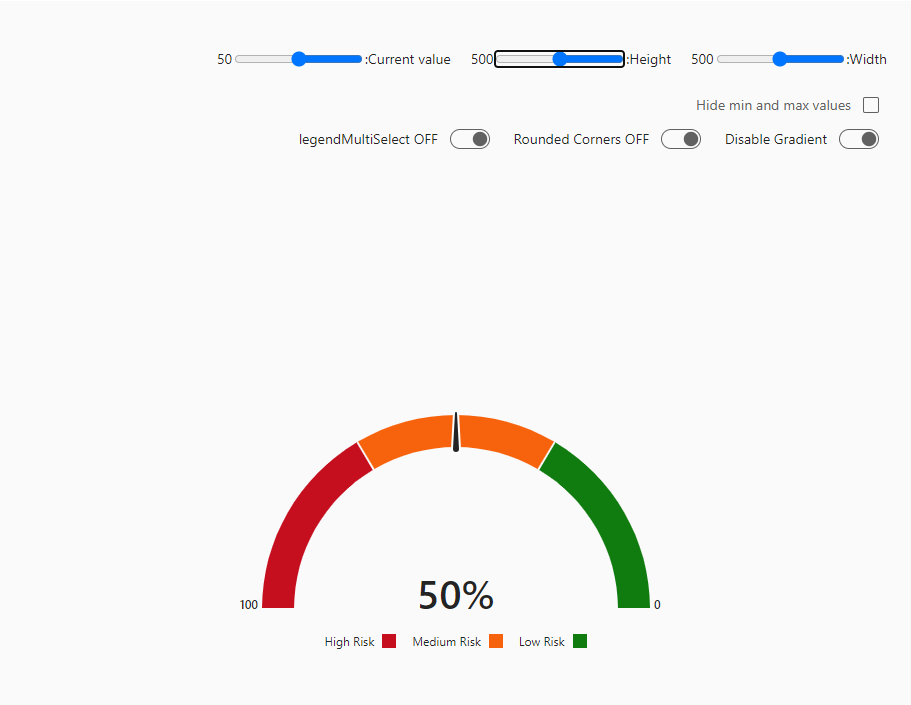 50 :Current value 500 :Height 500 :Width
Hide min and max values
legendMultiSelect OFF Rounded Corners OFF Disable Gradient
50%
100 0
High Risk Medium Risk Low Risk